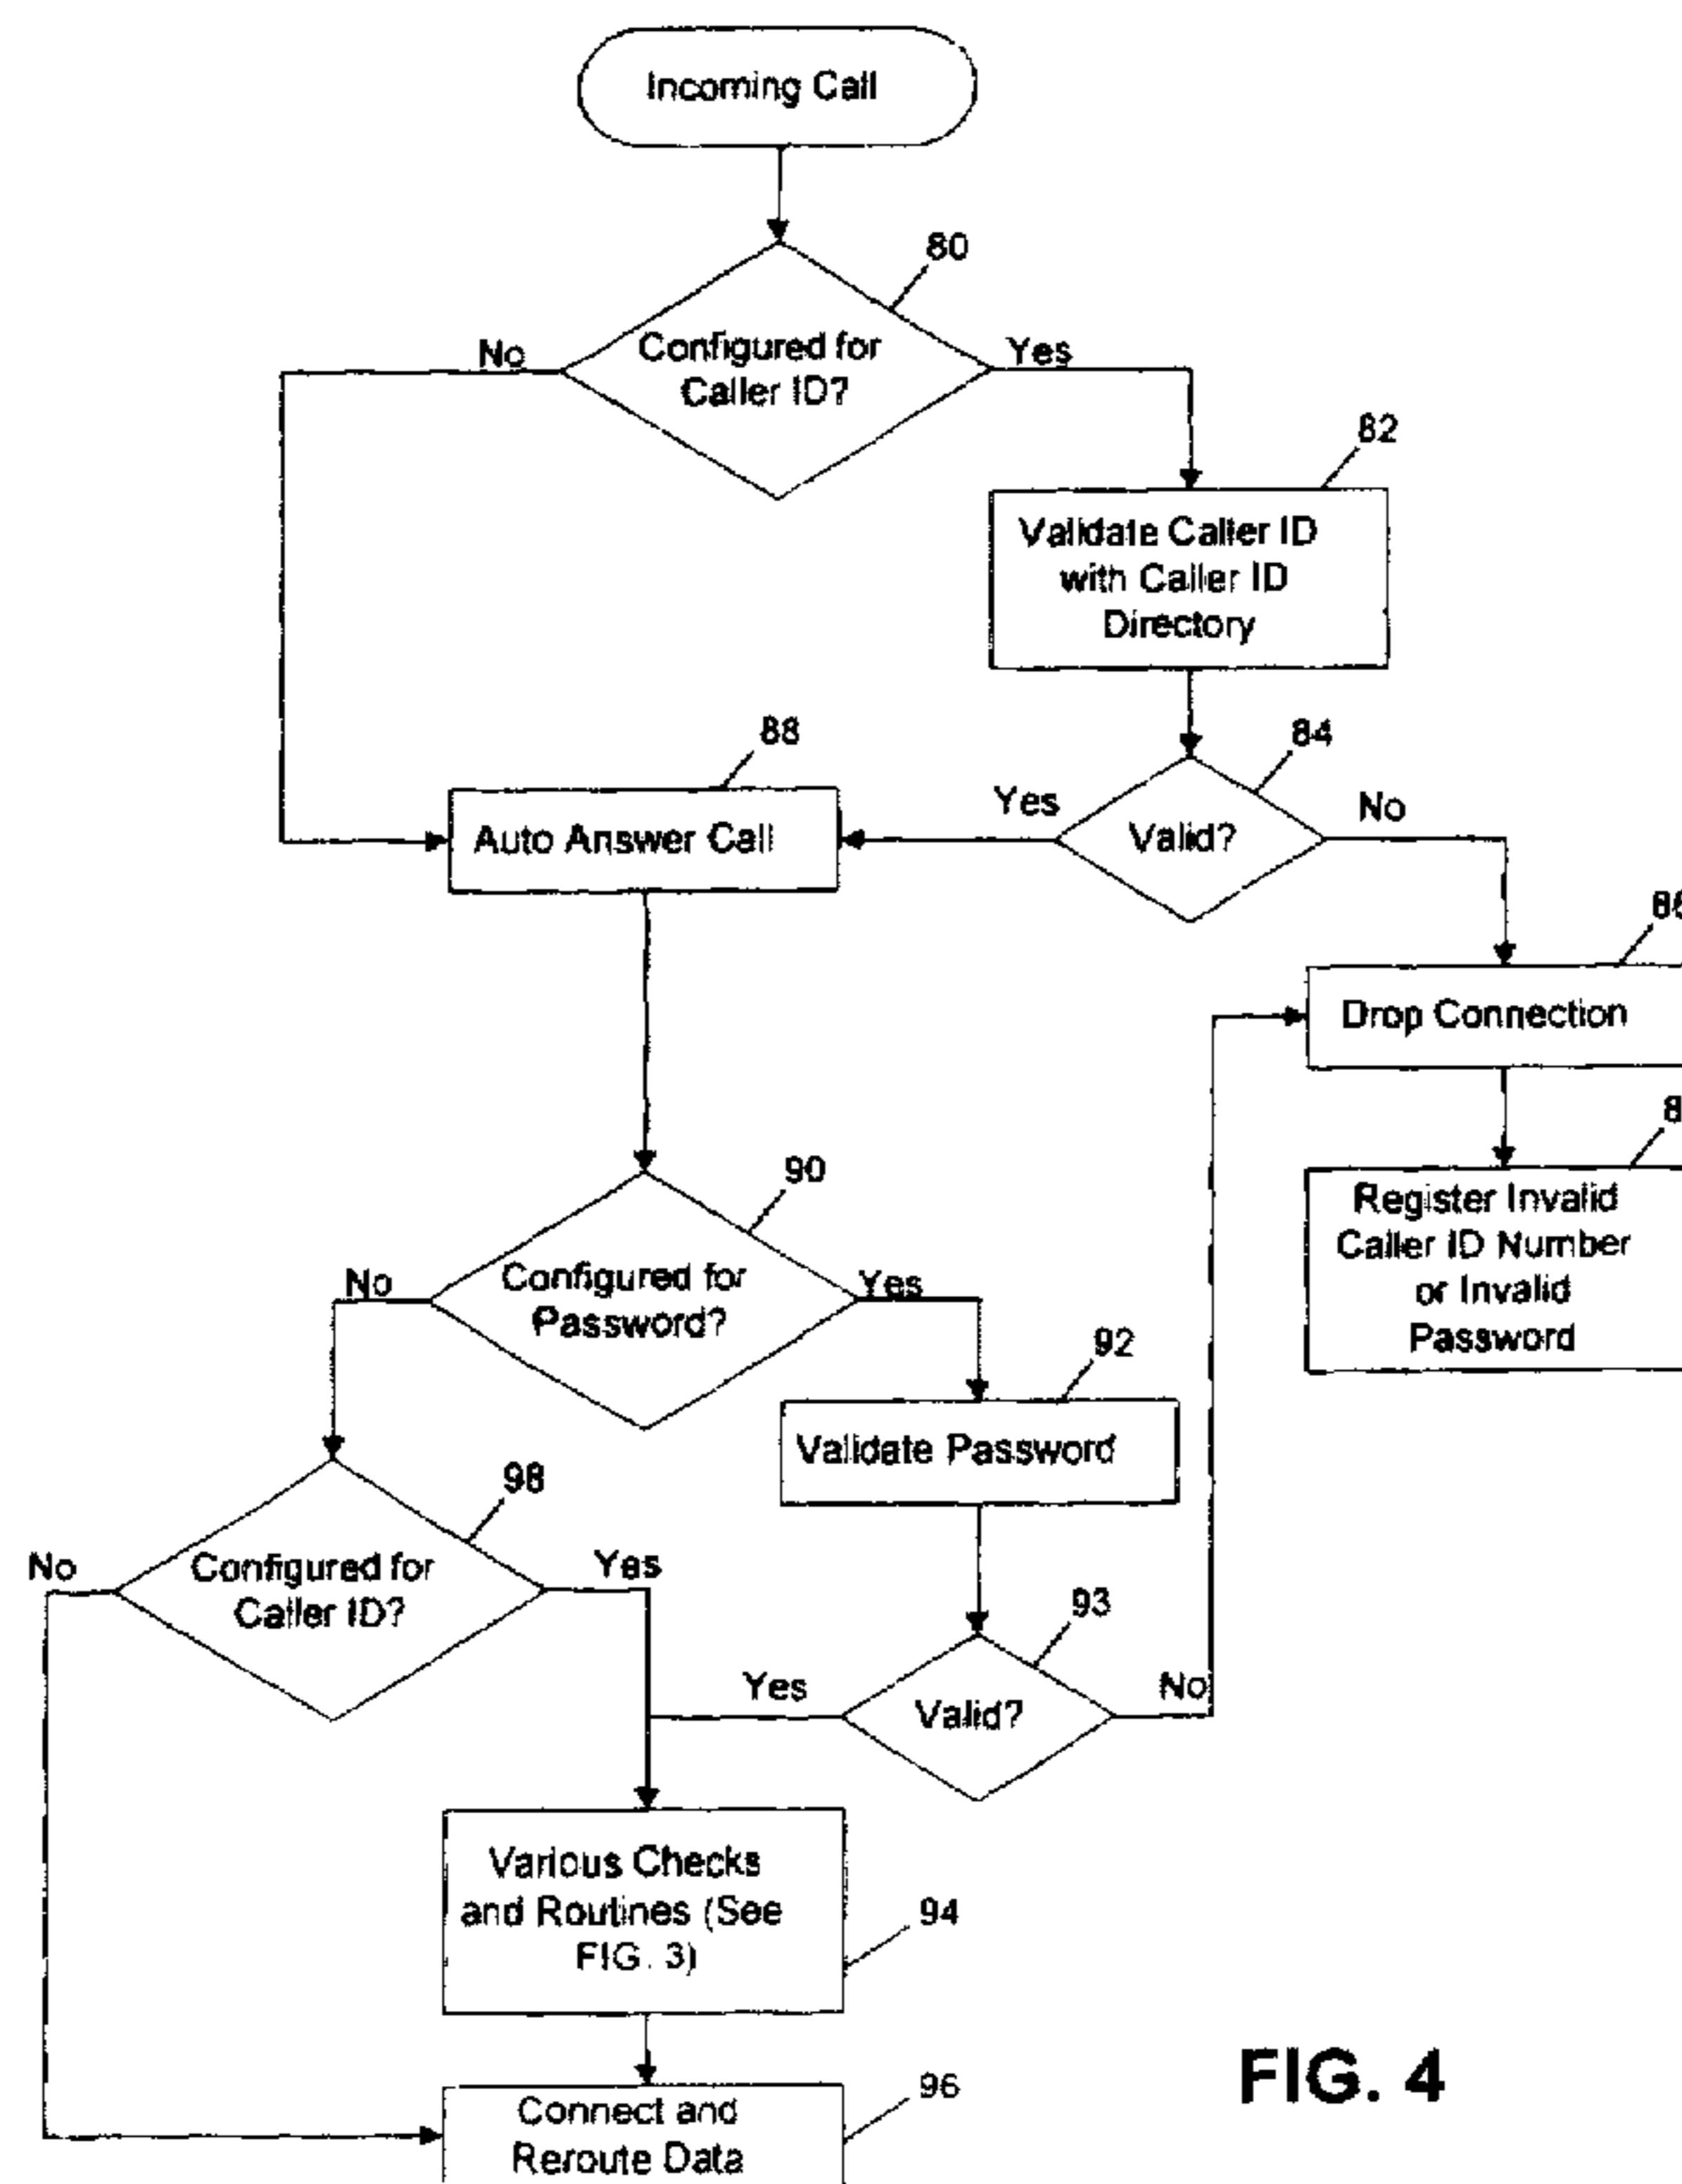 Incoming Call
80
Configured for
Caller ID?
No
Yes
82
Validate Caller ID
with Caller ID
Directory
88
Auto Answer Call
84
Yes
Valid?
No
Drop Connection
Register Invalid
Caller ID Number
or Invalid
Password
90
Configured for
Password?
No
Yes
92
Validate Password
98
Configured for
Caller ID?
No
Yes
93
Yes
Valid?
No
Various Checks
and Routines (See
FIG. 3)
94
Connect and
Reroute Data
96
FIG. 4